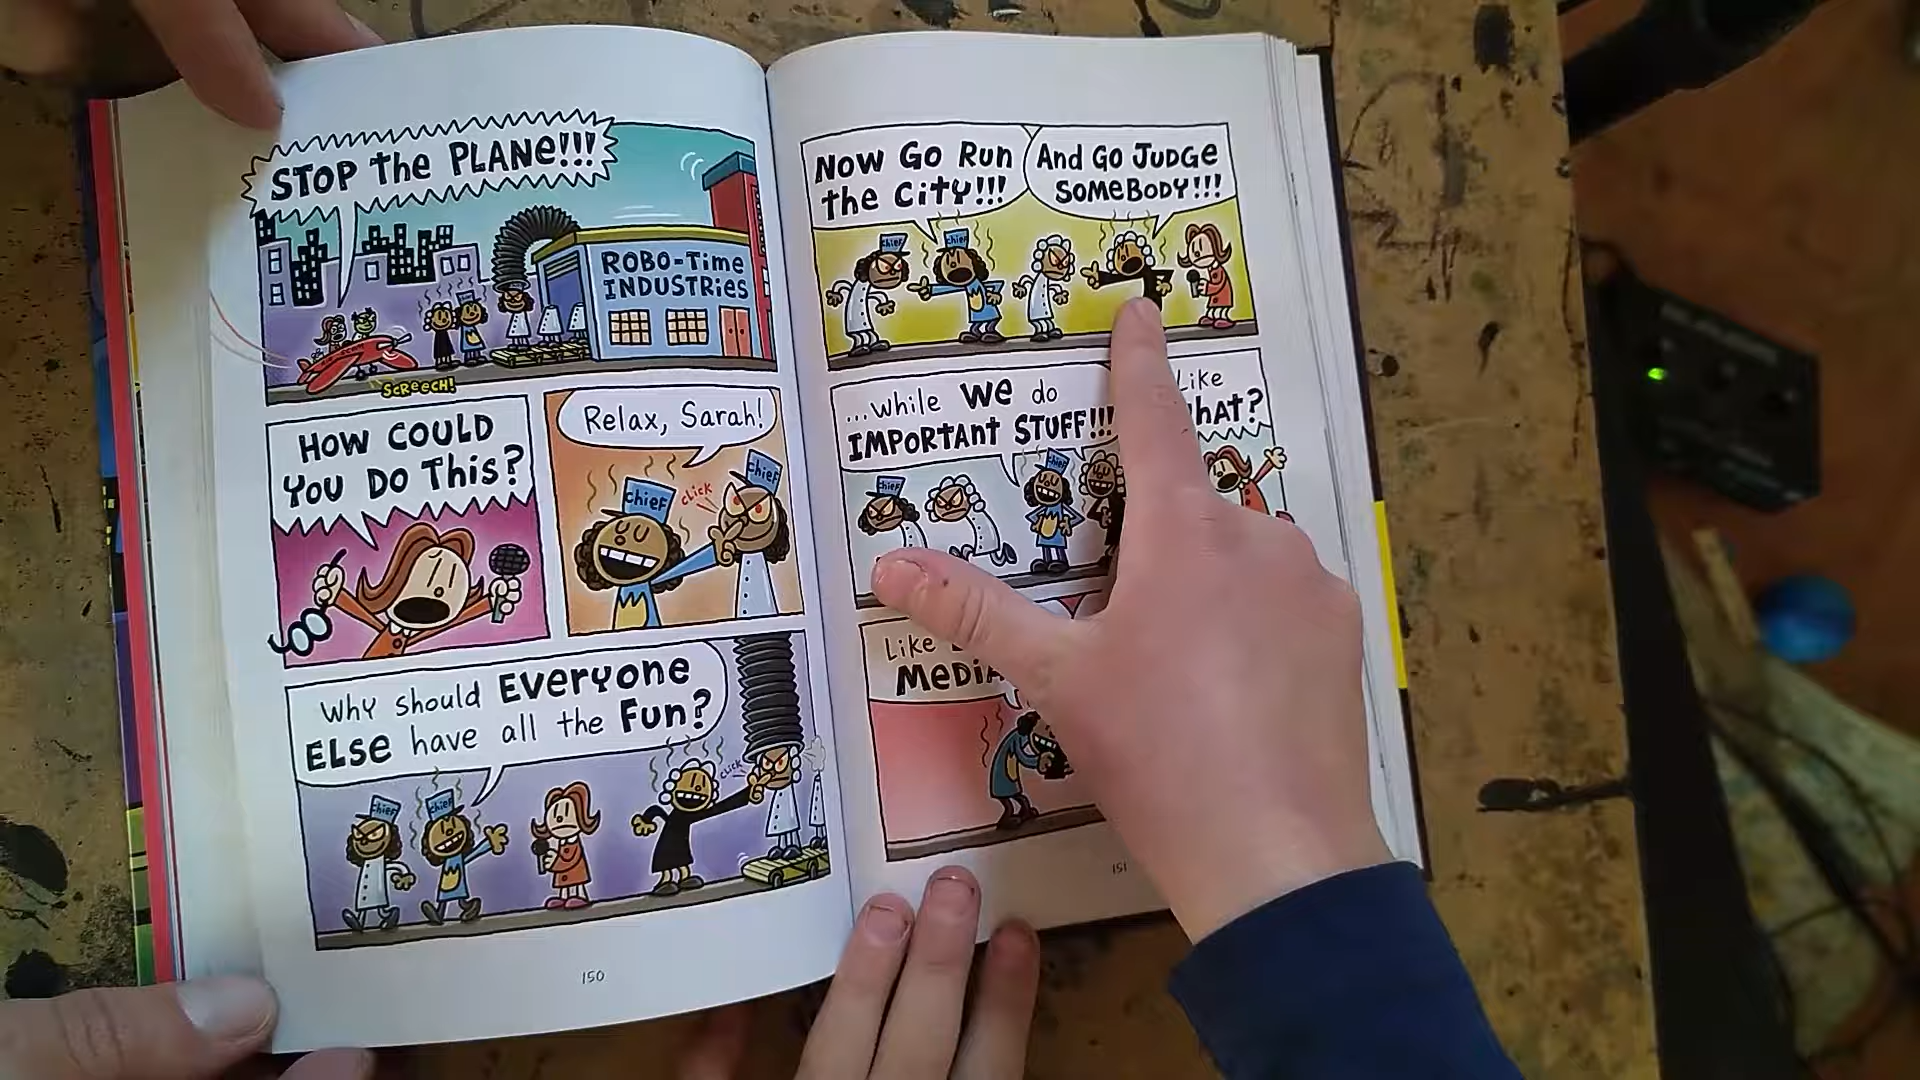 STOP the PLANE!!!
ROBO-Time
INDUSTRies
SCReeCH!
HOW COULD
YOU DO This?
Relax, Sarah!
Chief
CLICK
Chief
Why should EVERYONE
ELSE have all the FUN?
Chief
Chief
CLICK
150
NOW GO RUN
the City!!!
And GO JUDGE
SOMEBODY!!!
Chief
Chief
...while WE do
IMPORtANt STUFF!!!
Like
Chief
Chief
Like
151